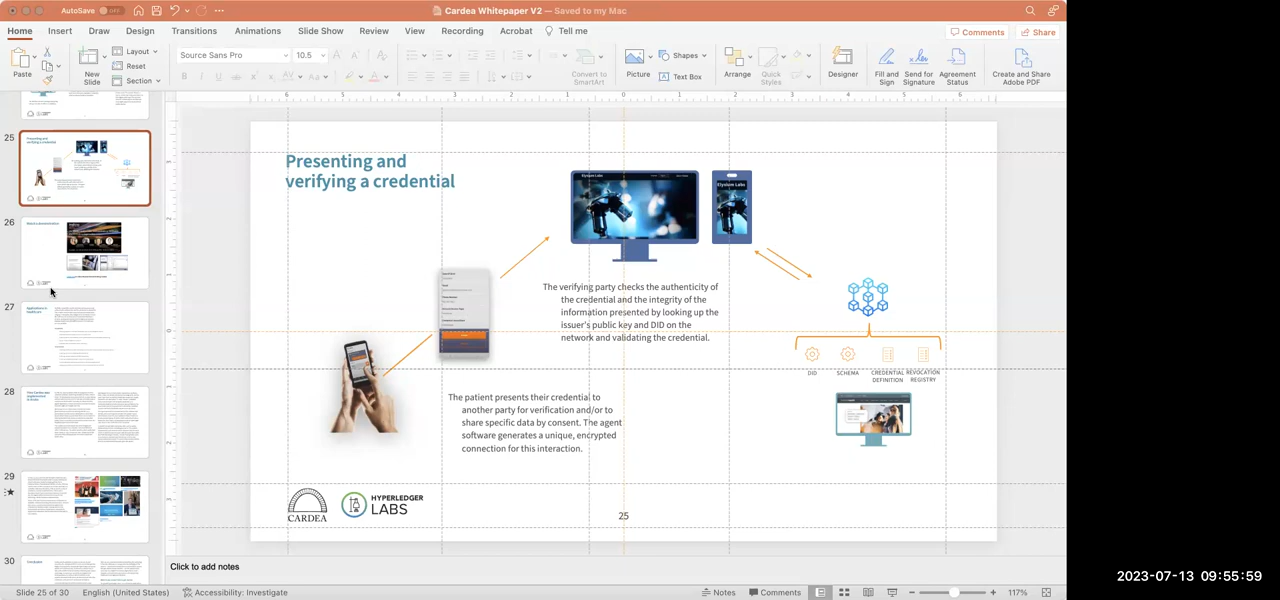 AutoSave OFF
Cardea Whitepaper V2 — Saved to my Mac
Home Insert Draw Design Transitions Animations Slide Show Review View Recording Acrobat Tell me
Comments Share
Paste
New Slide
Layout
Reset
Section
Source Sans Pro 10.5
Convert to SmartArt
Picture
Shapes
Text Box
Arrange
Quick Styles
Designer
Fill and Sign
Send for Signature
Agreement Status
Create and Share Adobe PDF
25
26
27
28
29
30
Presenting and
verifying a credential
Elysium Labs
Elysium Labs
The verifying party checks the authenticity of
the credential and the integrity of the
information presented by looking up the
issuer's public key and DID on the
network and validating the credential.
DID SCHEMA CREDENTIAL DEFINITION REVOCATION REGISTRY
The patient presents their credential to
another party for verification and/or to
share specific data by consent. The agent
software generates a unique, encrypted
connection for this interaction.
CARDEA
HYPERLEDGER
LABS
25
Click to add notes
Slide 25 of 30 English (United States) Accessibility: Investigate
Notes Comments 117%
2023-07-13 09:55:59